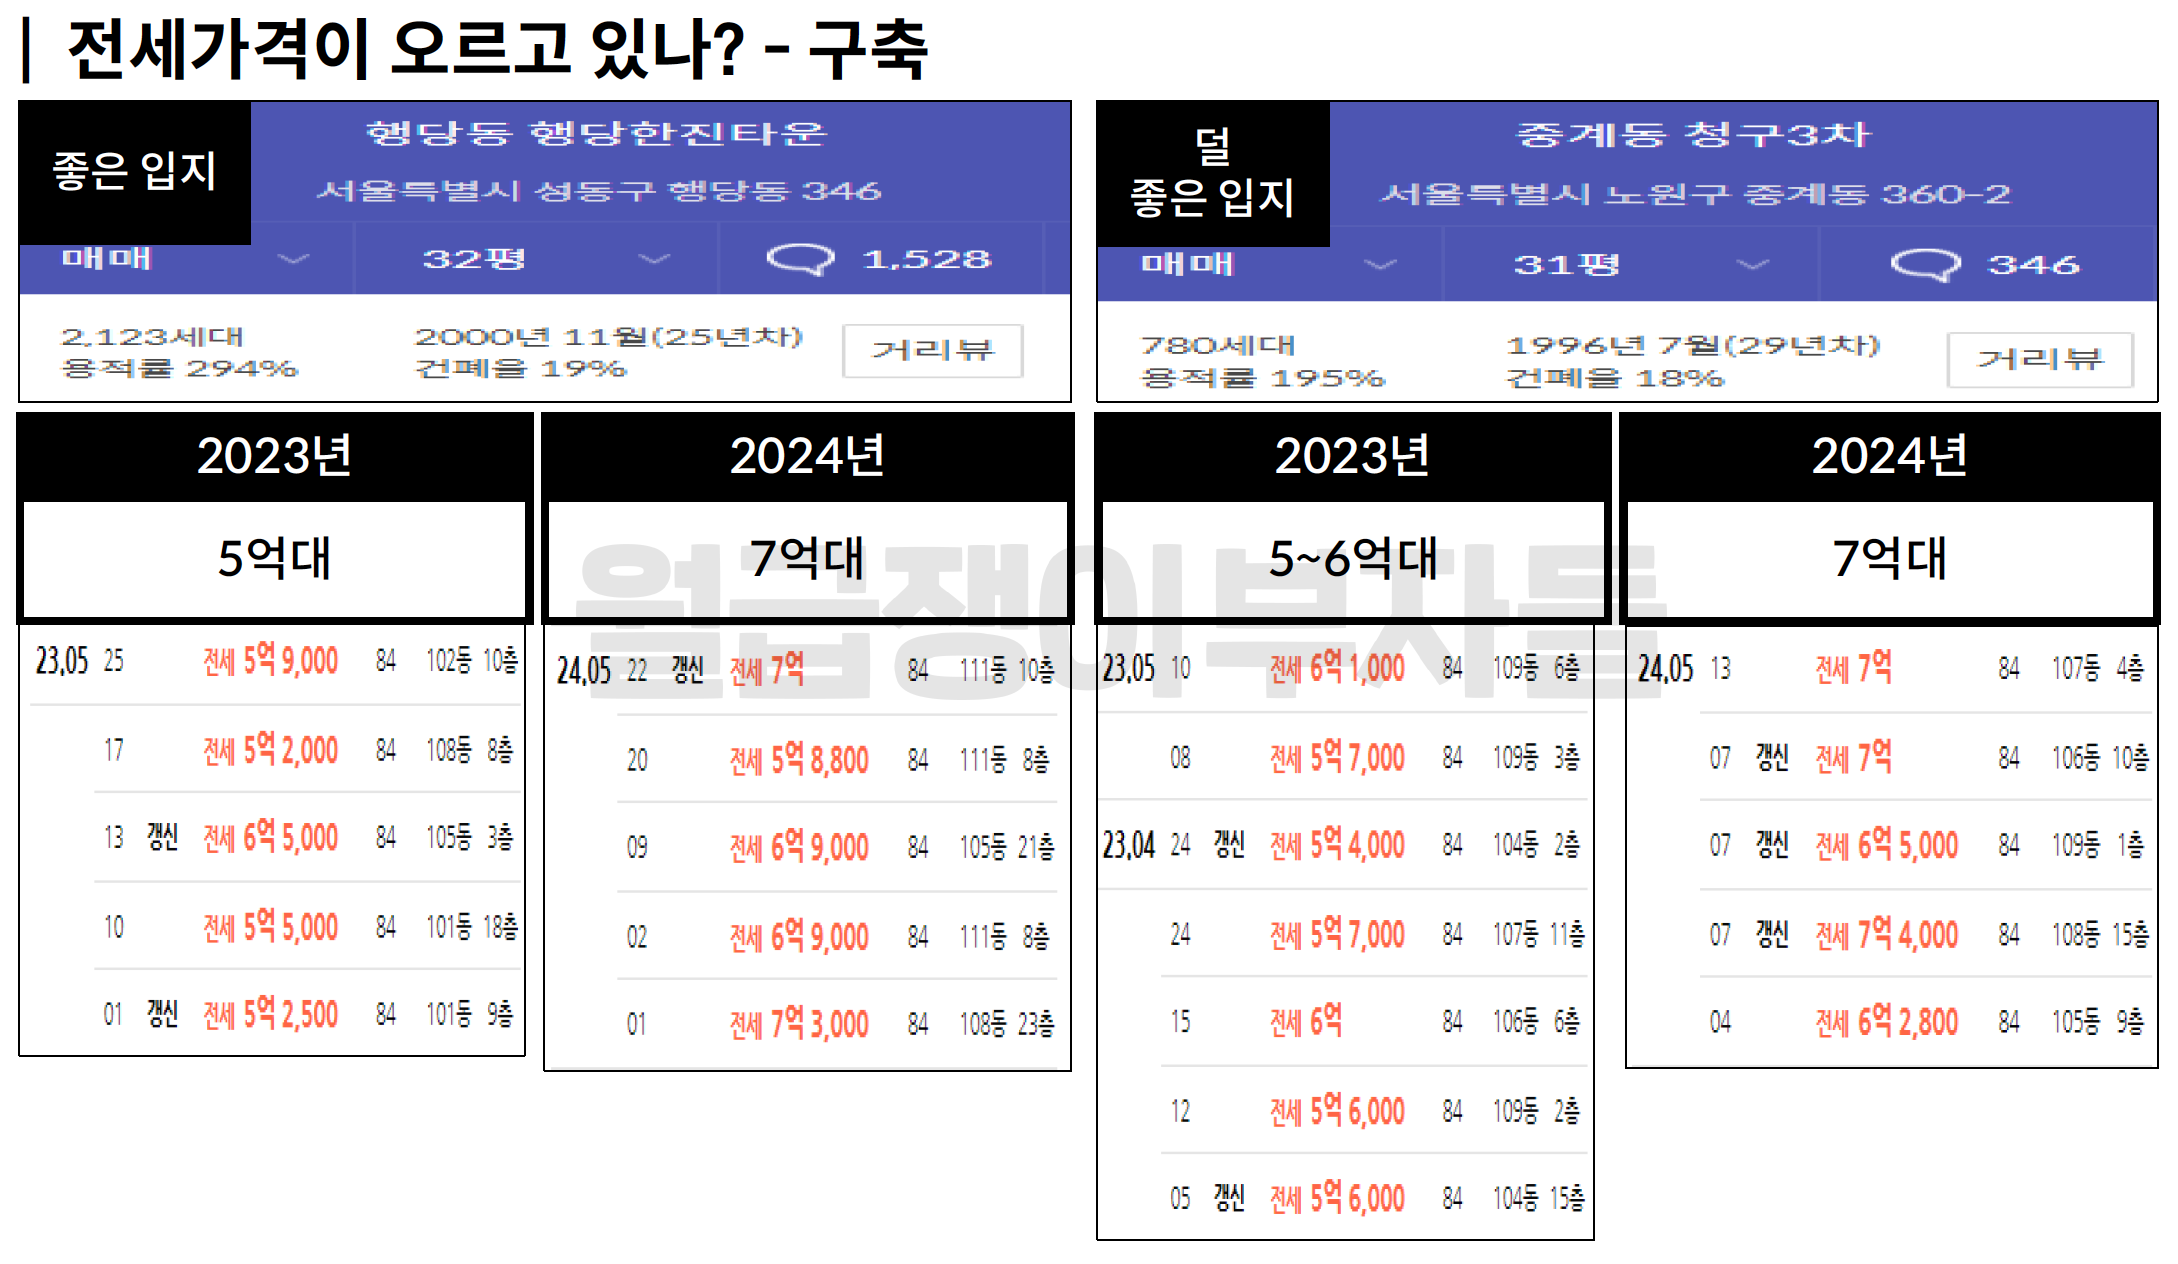 | 전세가격이 오르고 있나? - 구축
좋은 입지
행당동 행당한진타운
서울특별시 성동구 행당동 346
매매 32평 1,528
2,123세대 2000년 11월(25년차) 거리뷰
용적률 294% 건폐율 19%
2023년
5억대
23.05 25 전세 5억 9,000 84 102동 10층
17 전세 5억 2,000 84 108동 8층
13 갱신 전세 6억 5,000 84 105동 3층
10 전세 5억 5,000 84 101동 18층
01 갱신 전세 5억 2,500 84 101동 9층
2024년
7억대
24.05 22 갱신 전세 7억 84 111동 10층
20 전세 5억 8,800 84 111동 8층
09 전세 6억 9,000 84 105동 21층
02 전세 6억 9,000 84 111동 8층
01 전세 7억 3,000 84 108동 23층
덜
좋은 입지
중계동 청구3차
서울특별시 노원구 중계동 360-2
매매 31평 346
780세대 1996년 7월(29년차) 거리뷰
용적률 195% 건폐율 18%
2023년
5~6억대
23.05 10 전세 6억 1,000 84 109동 6층
08 전세 5억 7,000 84 109동 3층
23.04 24 갱신 전세 5억 4,000 84 104동 2층
24 전세 5억 7,000 84 107동 11층
15 전세 6억 84 106동 6층
12 전세 5억 6,000 84 109동 2층
05 갱신 전세 5억 6,000 84 104동 15층
2024년
7억대
24.05 13 전세 7억 84 107동 4층
07 갱신 전세 7억 84 106동 10층
07 갱신 전세 6억 5,000 84 109동 1층
07 갱신 전세 7억 4,000 84 108동 15층
04 전세 6억 2,800 84 105동 9층
월급쟁이부자들